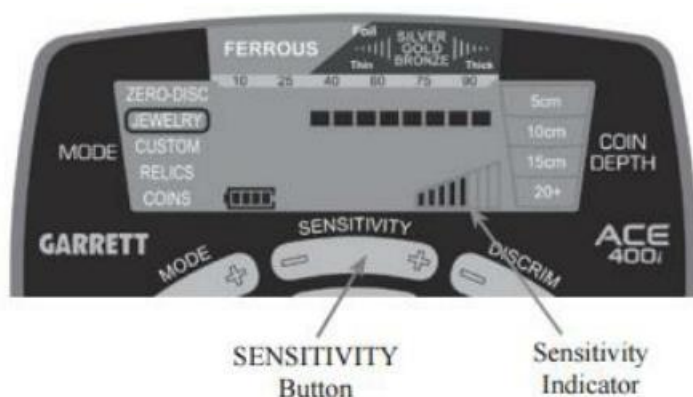 FERROUS
Foil
SILVER
GOLD
BRONZE
Thin
Thick
10 25 40 60 75 90
ZERO-DISC
JEWELRY
CUSTOM
RELICS
COINS
MODE
5cm
10cm
15cm
20+
COIN
DEPTH
GARRETT
MODE
+
SENSITIVITY
- +
DISCRIM
-
ACE
400i
SENSITIVITY
Button
Sensitivity
Indicator